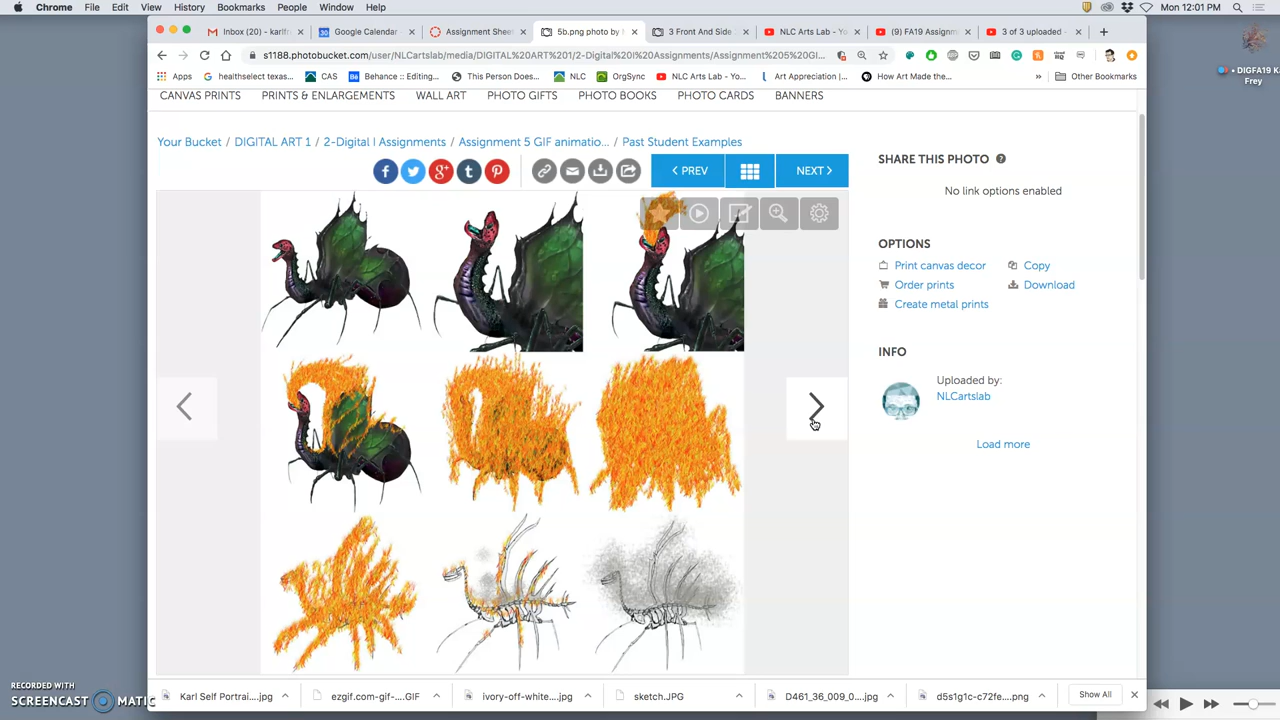 Chrome File Edit View History Bookmarks People Window Help Mon 12:01 PM
Inbox (20) - karlfr Google Calendar Assignment Sheet 5b.png photo by 3 Front And Side NLC Arts Lab - You (9) FA19 Assignm 3 of 3 uploaded -
s1188.photobucket.com/user/NLCartslab/media/DIGITAL%20ART%201/2-Digital%20I%20Assignments/Assignment%205%20GI...
Apps healthselect texas CAS Behance :: Editing... This Person Does... NLC OrgSync NLC Arts Lab - Yo... Art Appreciation |... How Art Made the... » Other Bookmarks
CANVAS PRINTS PRINTS & ENLARGEMENTS WALL ART PHOTO GIFTS PHOTO BOOKS PHOTO CARDS BANNERS
Your Bucket / DIGITAL ART 1 / 2-Digital I Assignments / Assignment 5 GIF animatio... / Past Student Examples
PREV NEXT
SHARE THIS PHOTO
No link options enabled
OPTIONS
Print canvas decor Copy
Order prints Download
Create metal prints
INFO
Uploaded by:
NLCartslab
Load more
• DIGFA19 K
Frey
Karl Self Portrai....jpg ezgif.com-gif-....GIF ivory-off-white....jpg sketch.JPG D461_36_009_0....jpg d5s1g1c-c72fe....png Show All
RECORDED WITH
SCREENCAST MATIC